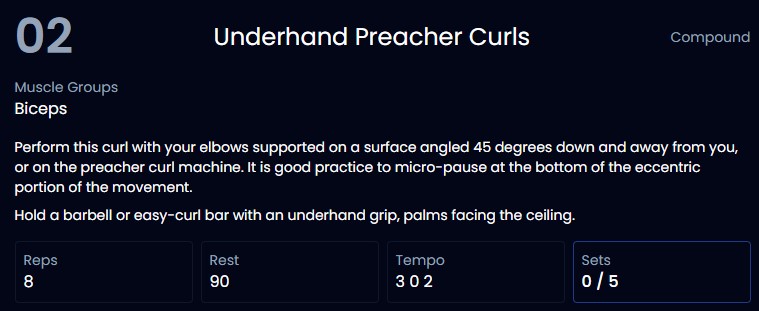 02
Underhand Preacher Curls
Compound
Muscle Groups
Biceps
Perform this curl with your elbows supported on a surface angled 45 degrees down and away from you,
or on the preacher curl machine. It is good practice to micro-pause at the bottom of the eccentric
portion of the movement.
Hold a barbell or easy-curl bar with an underhand grip, palms facing the ceiling.
Reps
8
Rest
90
Tempo
3 0 2
Sets
0 / 5